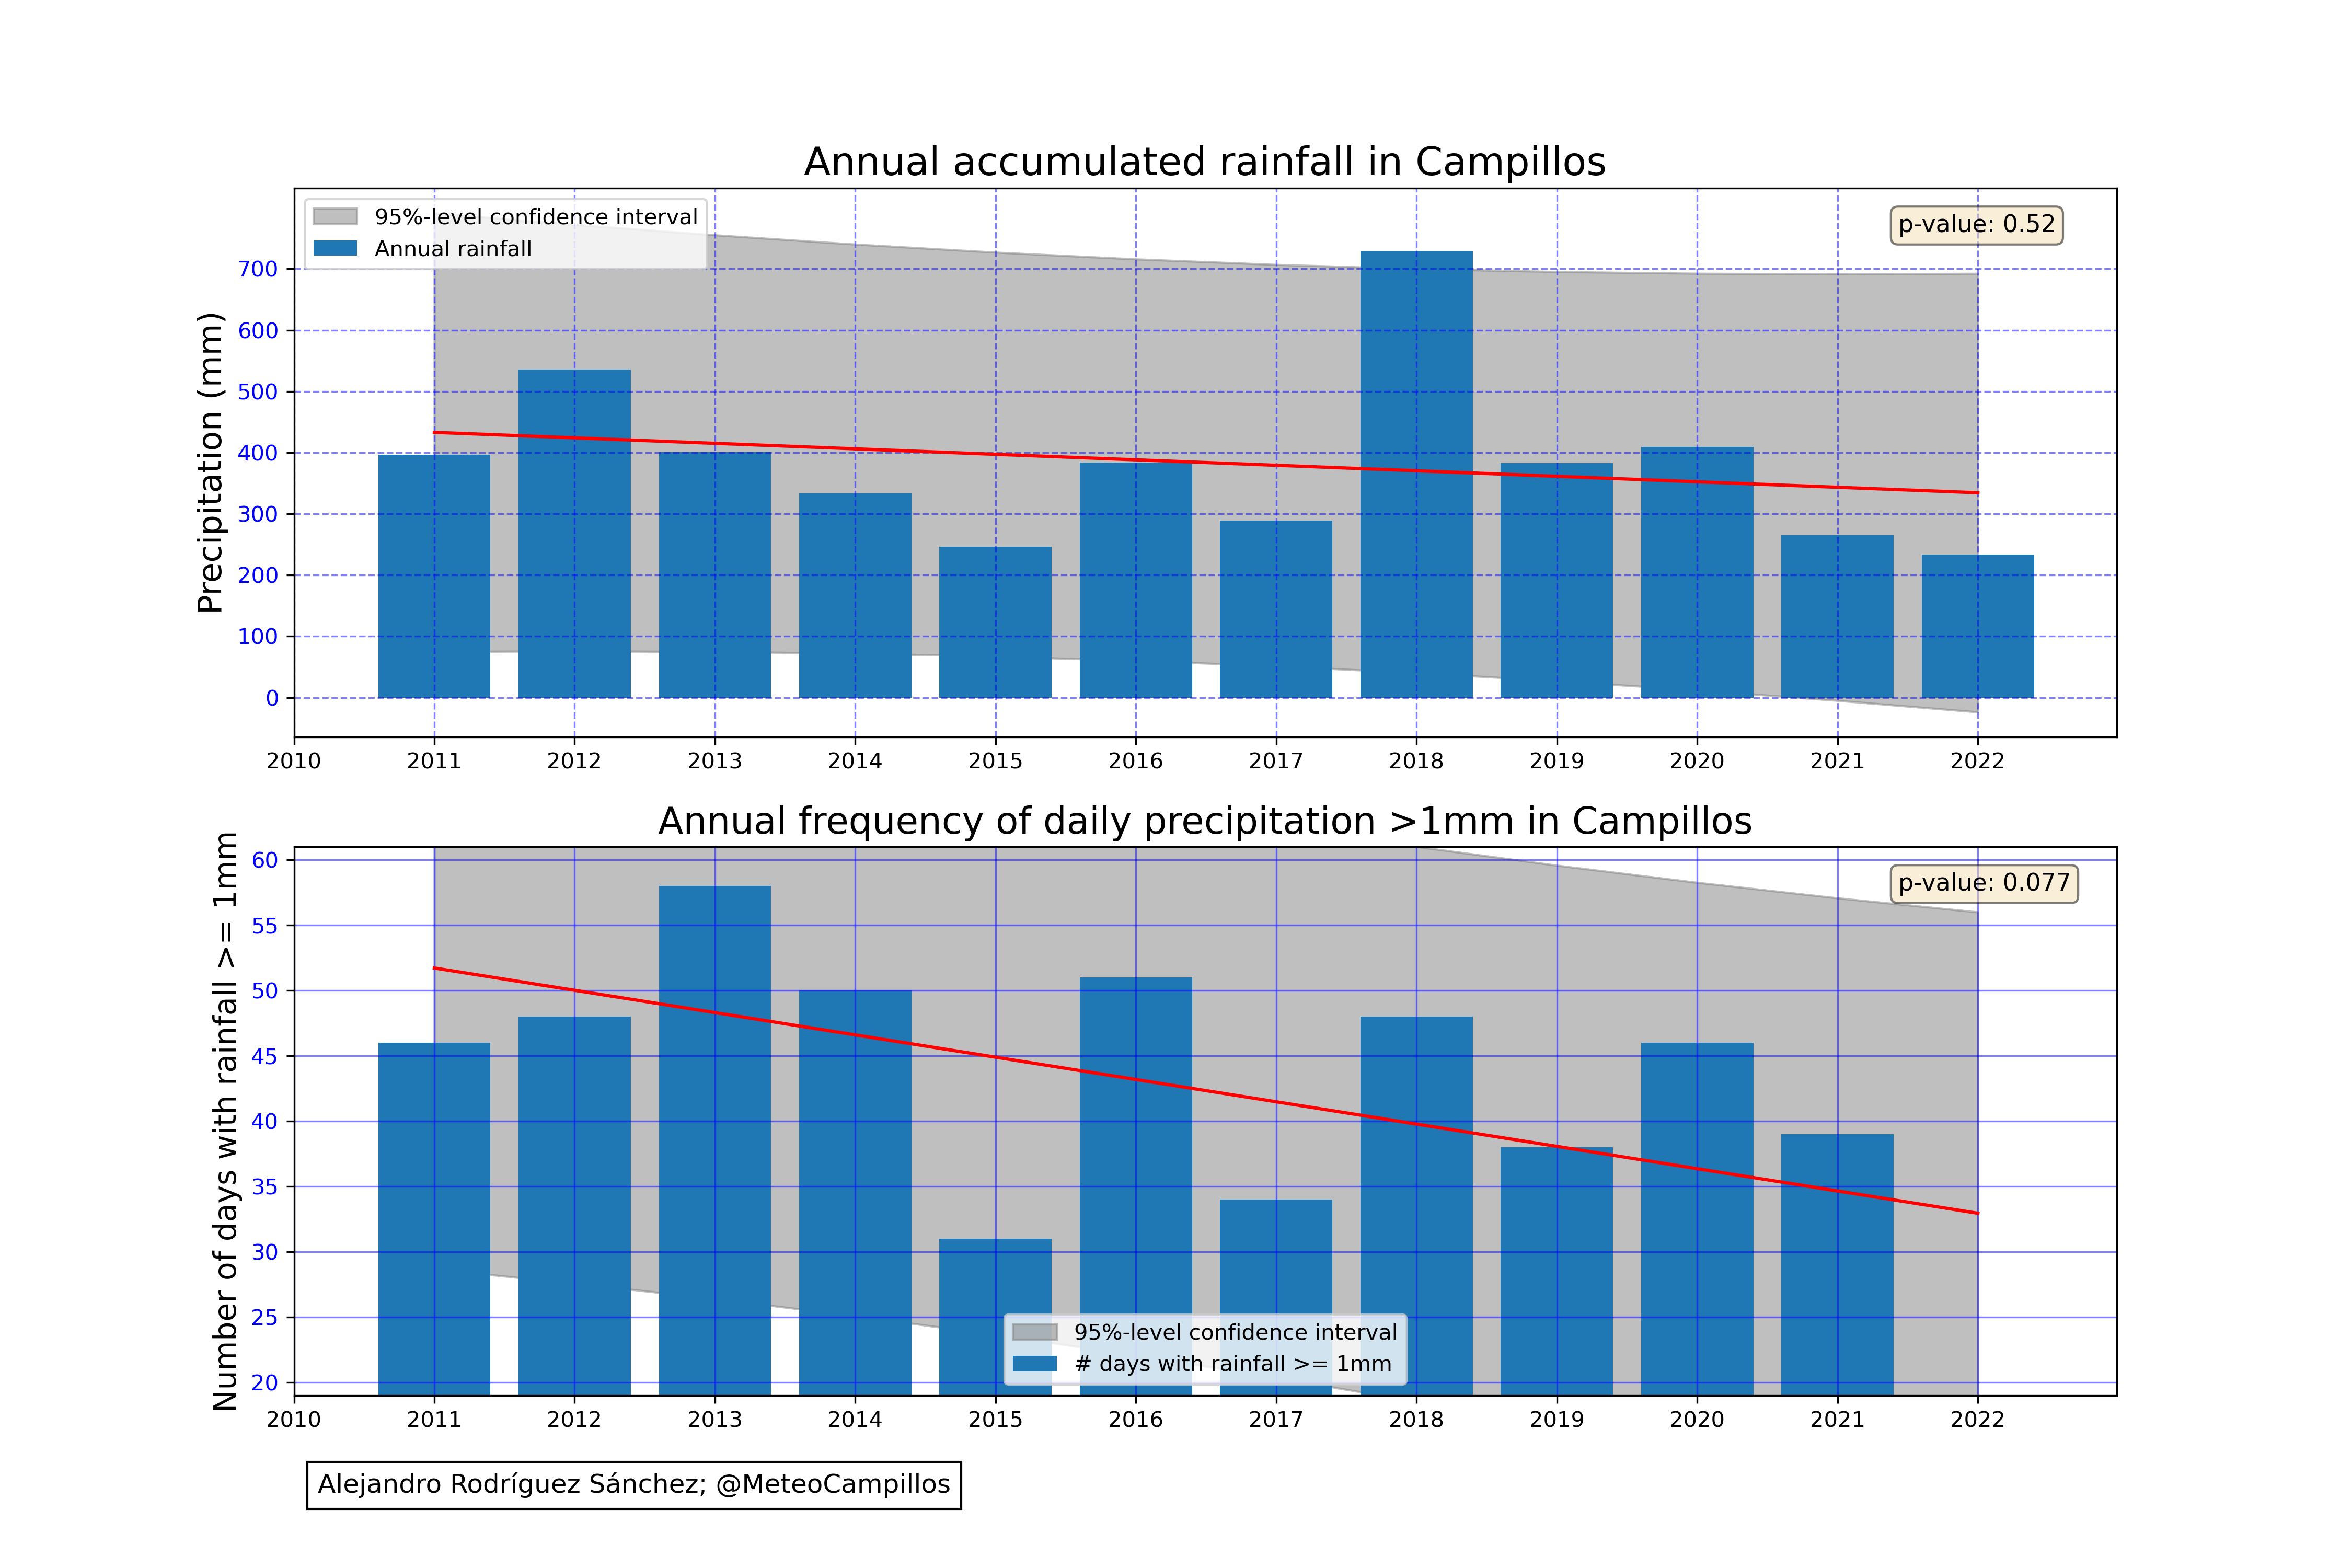 Annual accumulated rainfall in Campillos
95%-level confidence interval
Annual rainfall
p-value: 0.52
Precipitation (mm)
700
600
500
400
300
200
100
0
2010 2011 2012 2013 2014 2015 2016 2017 2018 2019 2020 2021 2022
Annual frequency of daily precipitation >1mm in Campillos
p-value: 0.077
Number of days with rainfall >= 1mm
60
55
50
45
40
35
30
25
20
95%-level confidence interval
# days with rainfall >= 1mm
2010 2011 2012 2013 2014 2015 2016 2017 2018 2019 2020 2021 2022
Alejandro Rodríguez Sánchez; @MeteoCampillos